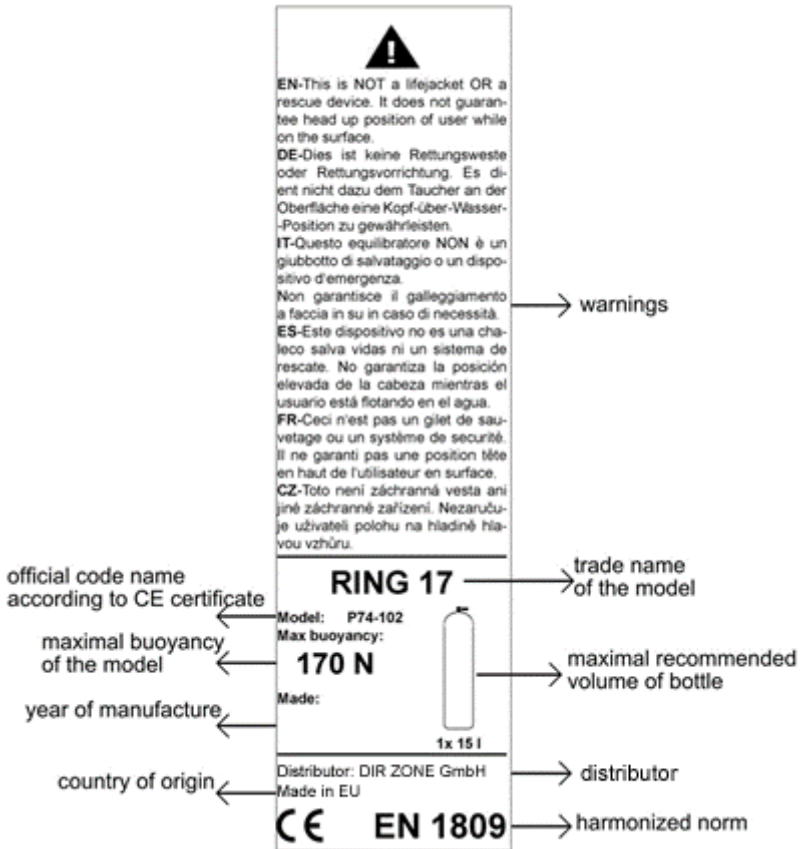 EN-This is NOT a lifejacket OR a
rescue device. It does not guaran-
tee head up position of user while
on the surface.
DE-Dies ist keine Rettungsweste
oder Rettungsvorrichtung. Es di-
ent nicht dazu dem Taucher an der
Oberfläche eine Kopf-über-Wasser-
-Position zu gewährleisten.
IT-Questo equilibratore NON è un
giubbotto di salvataggio o un dispo-
sitivo d'emergenza.
Non garantisce il galleggiamento
a faccia in su in caso di necessità.
ES-Este dispositivo no es una cha-
leco salva vidas ni un sistema de
rescate. No garantiza la posición
elevada de la cabeza mientras el
usuario está flotando en el agua.
FR-Ceci n'est pas un gilet de sau-
vetage ou un système de securité.
Il ne garanti pas une position tête
en haut de l'utilisateur en surface.
CZ-Toto není záchranná vesta ani
jiné záchranné zařízení. Nezaruču-
je uživateli polohu na hladině hla-
vou vzhůru.
warnings
RING 17
trade name
of the model
official code name
according to CE certificate
Model: P74-102
Max buoyancy:
170 N
maximal buoyancy
of the model
maximal recommended
volume of bottle
Made:
year of manufacture
1x 15 l
Distributor: DIR ZONE GmbH
distributor
Made in EU
country of origin
CE EN 1809
harmonized norm